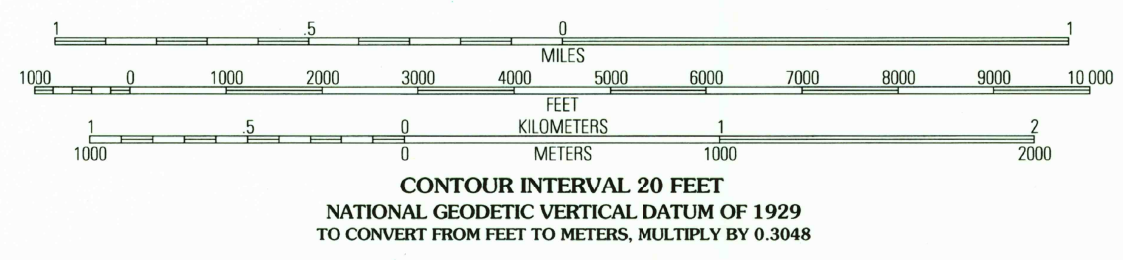 1 .5 0 1
MILES
1000 0 1000 2000 3000 4000 5000 6000 7000 8000 9000 10 000
FEET
1 .5 0 KILOMETERS 1 2
1000 0 METERS 1000 2000
CONTOUR INTERVAL 20 FEET
NATIONAL GEODETIC VERTICAL DATUM OF 1929
TO CONVERT FROM FEET TO METERS, MULTIPLY BY 0.3048